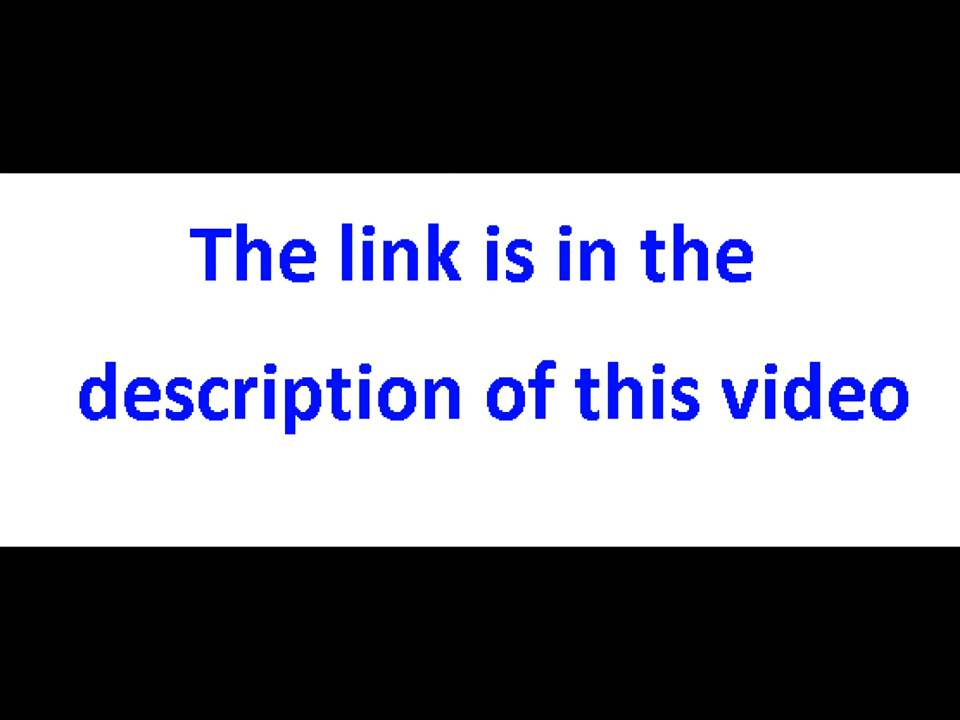 The link is in the
description of this video